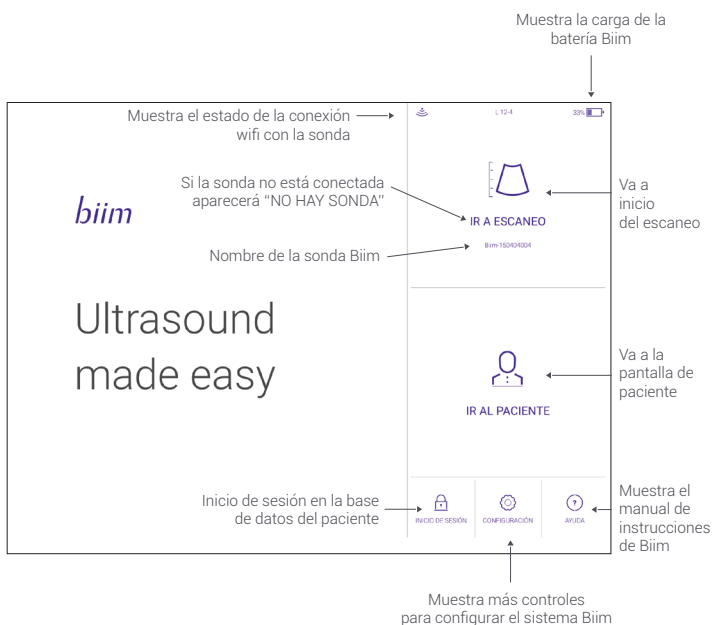 Muestra la carga de la
batería Biim
Muestra el estado de la conexión
wifi con la sonda
L 12-4
33%
Si la sonda no está conectada
aparecerá “NO HAY SONDA”
biim
IR A ESCANEO
Va a
inicio
del escaneo
Nombre de la sonda Biim
Biim-150404004
Ultrasound
made easy
Va a la
pantalla de
paciente
IR AL PACIENTE
Inicio de sesión en la base
de datos del paciente
INICIO DE SESIÓN
CONFIGURACIÓN
?
AYUDA
Muestra el
manual de
instrucciones
de Biim
Muestra más controles
para configurar el sistema Biim